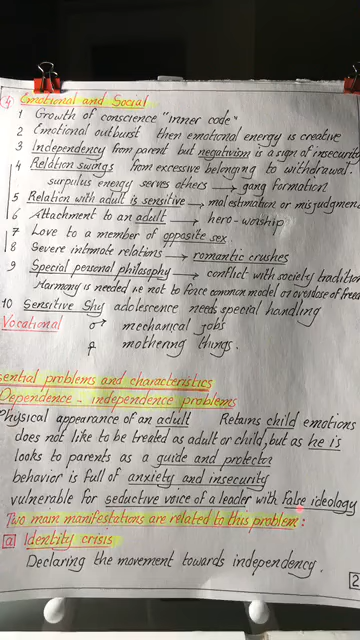 4 Emotional and Social
1 Growth of conscience "inner code"
2 Emotional outburst then emotional energy is creative
3 Independency from parent but negativism is a sign of insecurity
4 Relation swings from excessive belonging to withdrawal.
surpulus energy serves others → gang formation
5 Relation with adult is sensitive → malestimation or misjudgmen
6 Attachment to an adult → hero-worship
7 Love to a member of opposite sex.
8 Severe intimate relations → romantic crushes
9 Special personal philosophy → conflict with society tradition
Harmony is needed i.e not to force common model or overdose of free
10 Sensitive Shy adolescence needs special handling
Vocational ♂ mechanical jobs
♀ mothering things.
sential problems and characteristics
Dependence - independence problems
Physical appearance of an adult Retains child emotions
does not like to be treated as adult or child, but as he is
looks to parents as a guide and protector
behavior is full of anxiety and insecurity
vulnerable for seductive voice of a leader with false ideology
Two main manifestations are related to this problem:
a Identity crisis
Declaring the movement towards independency.
2